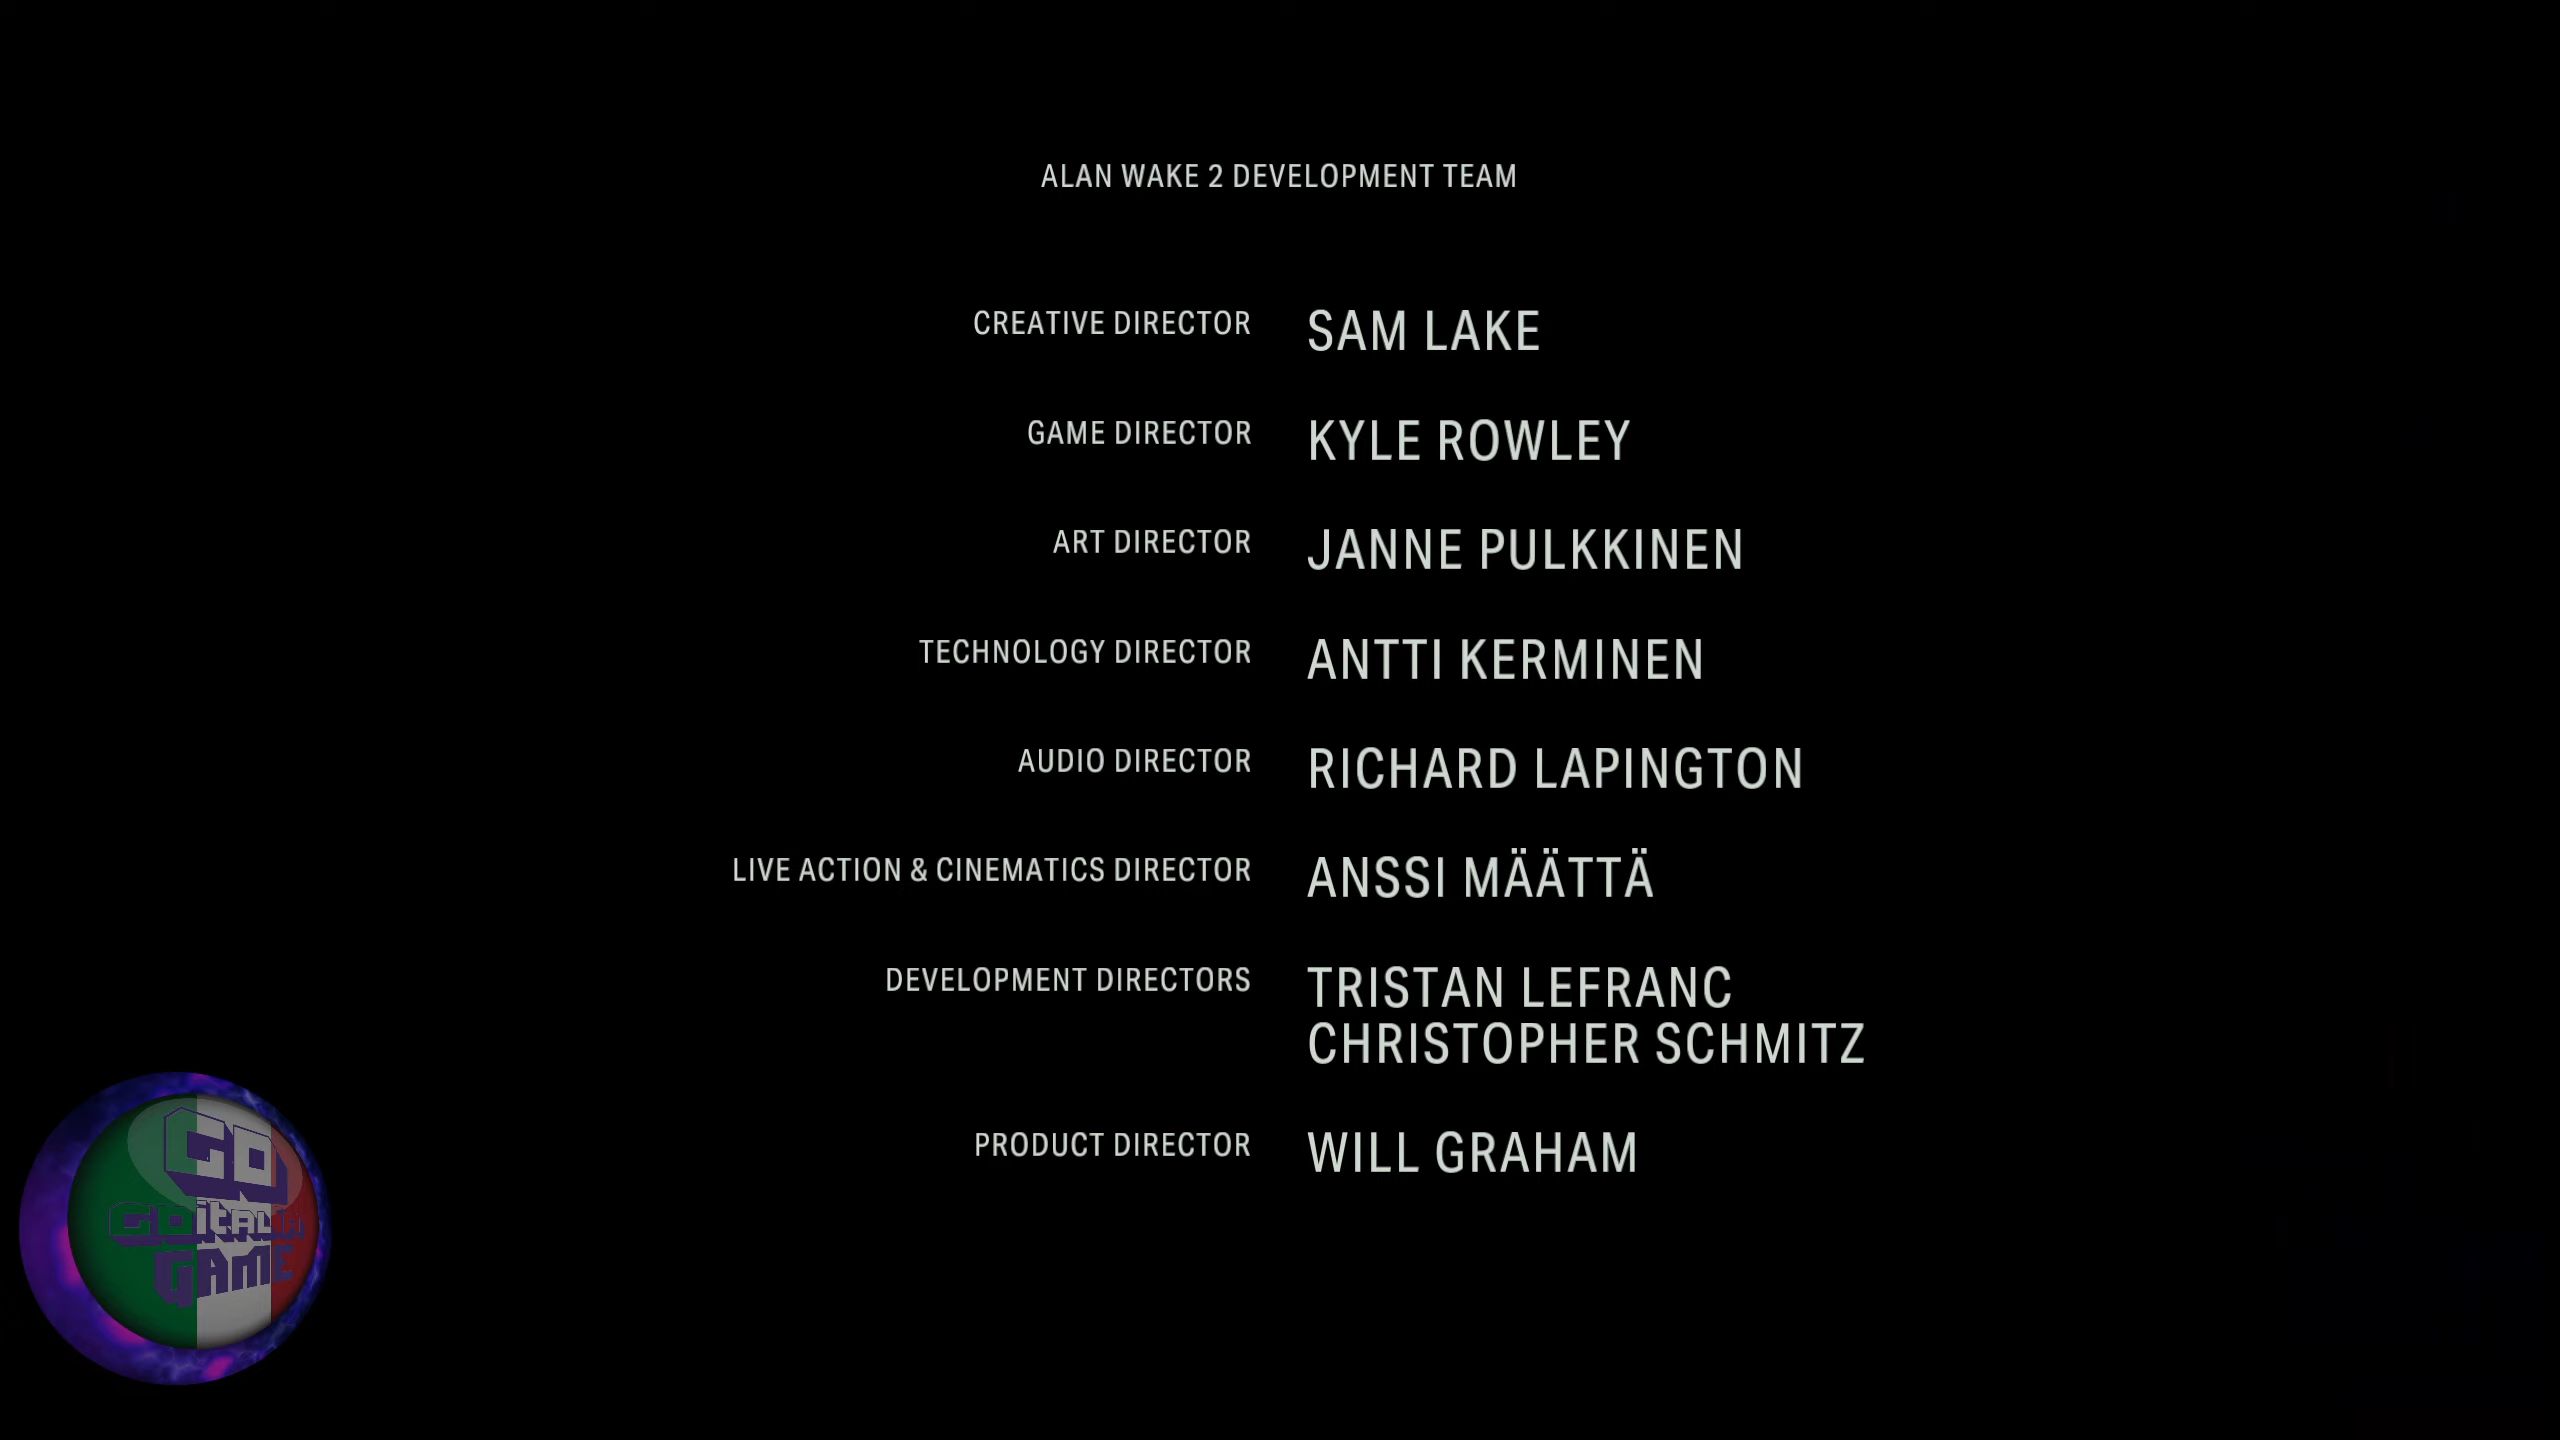 ALAN WAKE 2 DEVELOPMENT TEAM
CREATIVE DIRECTOR SAM LAKE
GAME DIRECTOR KYLE ROWLEY
ART DIRECTOR JANNE PULKKINEN
TECHNOLOGY DIRECTOR ANTTI KERMINEN
AUDIO DIRECTOR RICHARD LAPINGTON
LIVE ACTION & CINEMATICS DIRECTOR ANSSI MÄÄTTÄ
DEVELOPMENT DIRECTORS TRISTAN LEFRANC
CHRISTOPHER SCHMITZ
PRODUCT DIRECTOR WILL GRAHAM
GAME